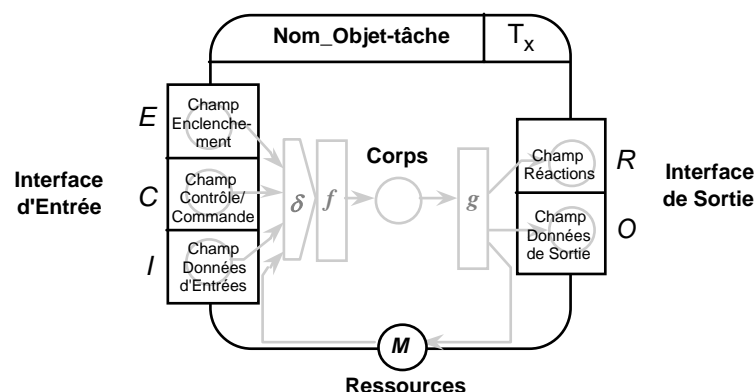 Nom_Objet-tâche
Tx
E
Champ
Enclenche-
ment
C
Champ
Contrôle/
Commande
I
Champ
Données
d'Entrées
Interface
d'Entrée
δ
f
Corps
g
Champ
Réactions
R
Champ
Données
de Sortie
O
Interface
de Sortie
M
Ressources